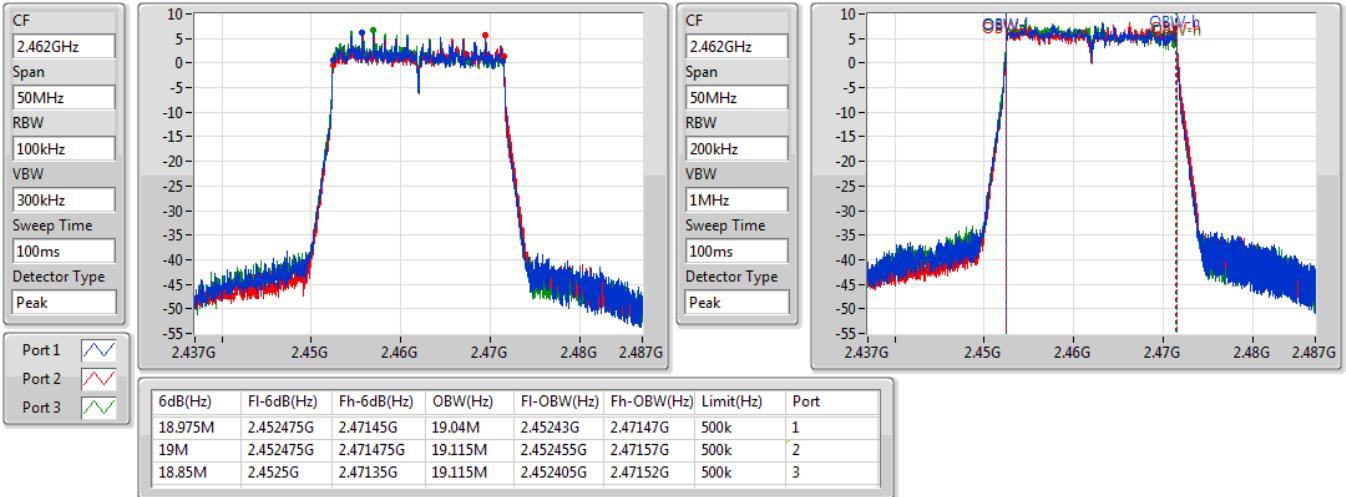 CF
2.462GHz
Span
50MHz
RBW
100kHz
VBW
300kHz
Sweep Time
100ms
Detector Type
Peak
10
5
0
-5
-10
-15
-20
-25
-30
-35
-40
-45
-50
-55
2.437G 2.45G 2.46G 2.47G 2.48G 2.487G
CF
2.462GHz
Span
50MHz
RBW
200kHz
VBW
1MHz
Sweep Time
100ms
Detector Type
Peak
OBW-l OBW-h
10
5
0
-5
-10
-15
-20
-25
-30
-35
-40
-45
-50
-55
2.437G 2.45G 2.46G 2.47G 2.48G 2.487G
Port 1
Port 2
Port 3
6dB(Hz) Fl-6dB(Hz) Fh-6dB(Hz) OBW(Hz) Fl-OBW(Hz) Fh-OBW(Hz) Limit(Hz) Port
18.975M 2.452475G 2.47145G 19.04M 2.45243G 2.47147G 500k 1
19M 2.452475G 2.471475G 19.115M 2.452455G 2.47157G 500k 2
18.85M 2.4525G 2.47135G 19.115M 2.452405G 2.47152G 500k 3